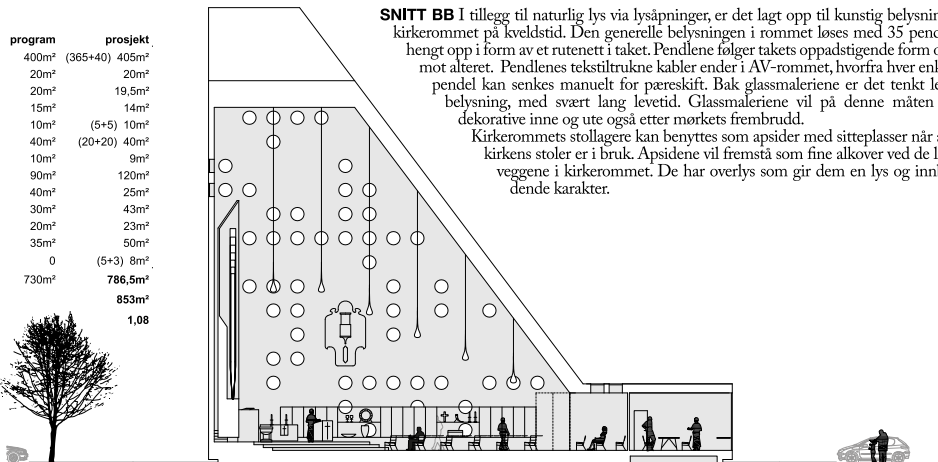 program prosjekt
400m² (365+40) 405m²
20m² 20m²
20m² 19,5m²
15m² 14m²
10m² (5+5) 10m²
40m² (20+20) 40m²
10m² 9m²
90m² 120m²
40m² 25m²
30m² 43m²
20m² 23m²
35m² 50m²
0 (5+3) 8m²
730m² 786,5m²
853m²
1,08
SNITT BB I tillegg til naturlig lys via lysåpninger, er det lagt opp til kunstig
kirkerommet på kveldstid. Den generelle belysningen i rommet løses med 35
hengt opp i form av et rutenett i taket. Pendlene følger takets oppadstigende form
mot alteret. Pendlenes tekstiltrukne kabler ender i AV-rommet, hvorfra hver
pendel kan senkes manuelt for pæreskift. Bak glassmaleriene er det tenkt
belysning, med svært lang levetid. Glassmaleriene vil på denne måten
dekorative inne og ute også etter mørkets frembrudd.
Kirkerommets stollagere kan benyttes som apsider med sitteplasser når
kirkens stoler er i bruk. Apsidene vil fremstå som fine alkover ved de
veggene i kirkerommet. De har overlys som gir dem en lys og
dende karakter.